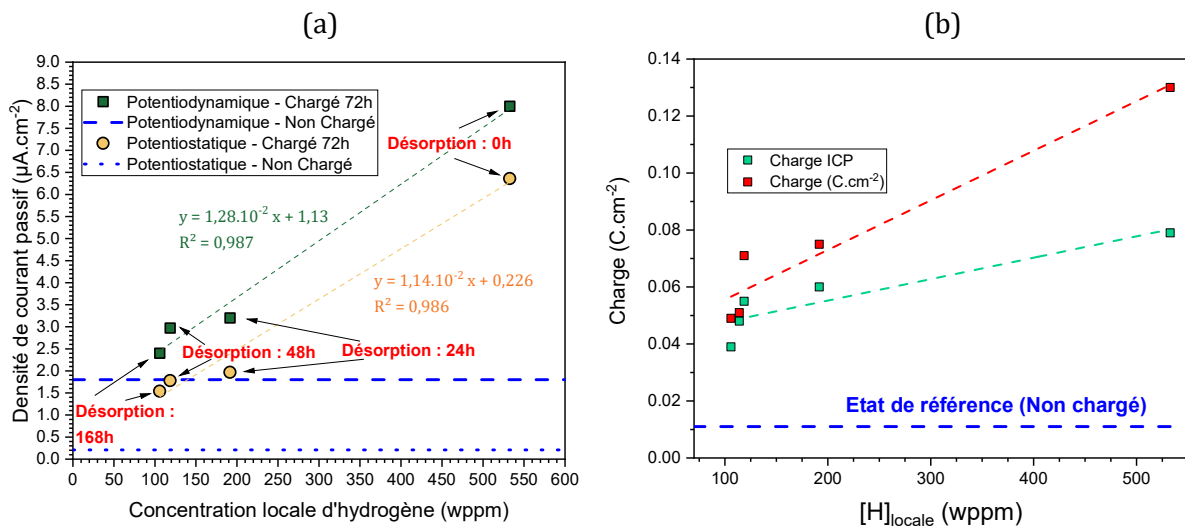 (a)
Densité de courant passif (µA.cm⁻²)
9.0
8.5
8.0
7.5
7.0
6.5
6.0
5.5
5.0
4.5
4.0
3.5
3.0
2.5
2.0
1.5
1.0
0.5
0.0
Potentiodynamique - Chargé 72h
Potentiodynamique - Non Chargé
Potentiostatique - Chargé 72h
Potentiostatique - Non Chargé
Désorption : 0h
y = 1,28.10⁻² x + 1,13
R² = 0,987
y = 1,14.10⁻² x + 0,226
R² = 0,986
Désorption : 48h
Désorption : 24h
Désorption :
168h
0 50 100 150 200 250 300 350 400 450 500 550 600
Concentration locale d'hydrogène (wppm)
(b)
Charge (C.cm⁻²)
0.14
0.12
0.10
0.08
0.06
0.04
0.02
0.00
Charge ICP
Charge (C.cm⁻²)
Etat de référence (Non chargé)
100 200 300 400 500
[H]locale (wppm)